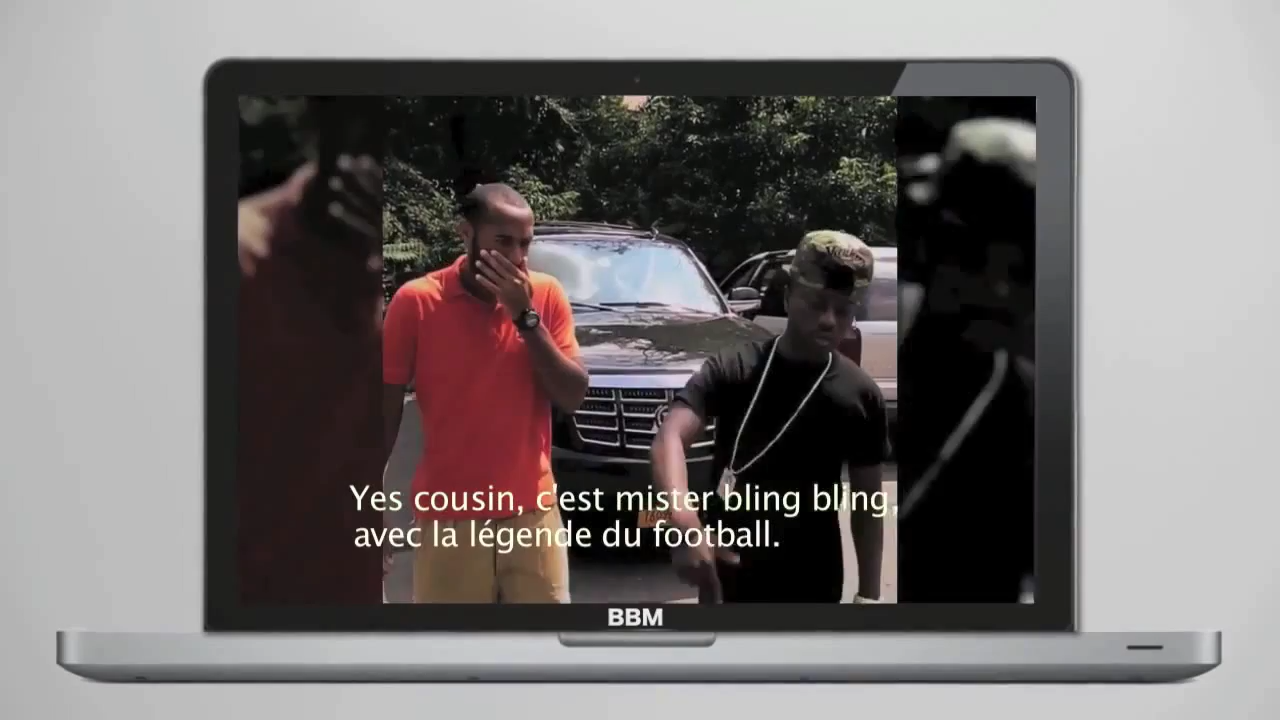 Yes cousin, c'est mister bling bling,
avec la légende du football.
BBM